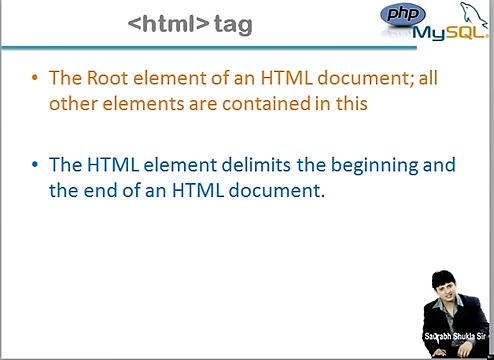 <html> tag
php
MySQL
• The Root element of an HTML document; all
other elements are contained in this
• The HTML element delimits the beginning and
the end of an HTML document.
Saurabh Shukla Sir